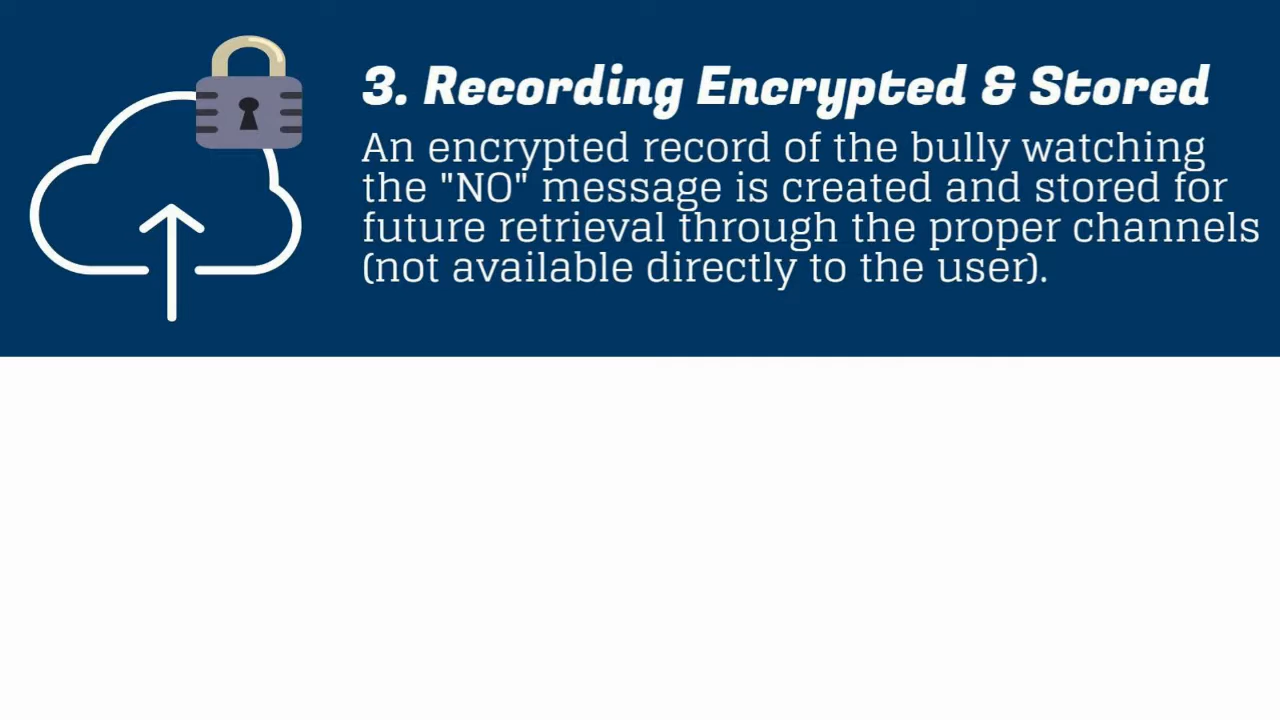 3. Recording Encrypted & Stored
An encrypted record of the bully watching
the "NO" message is created and stored for
future retrieval through the proper channels
(not available directly to the user).